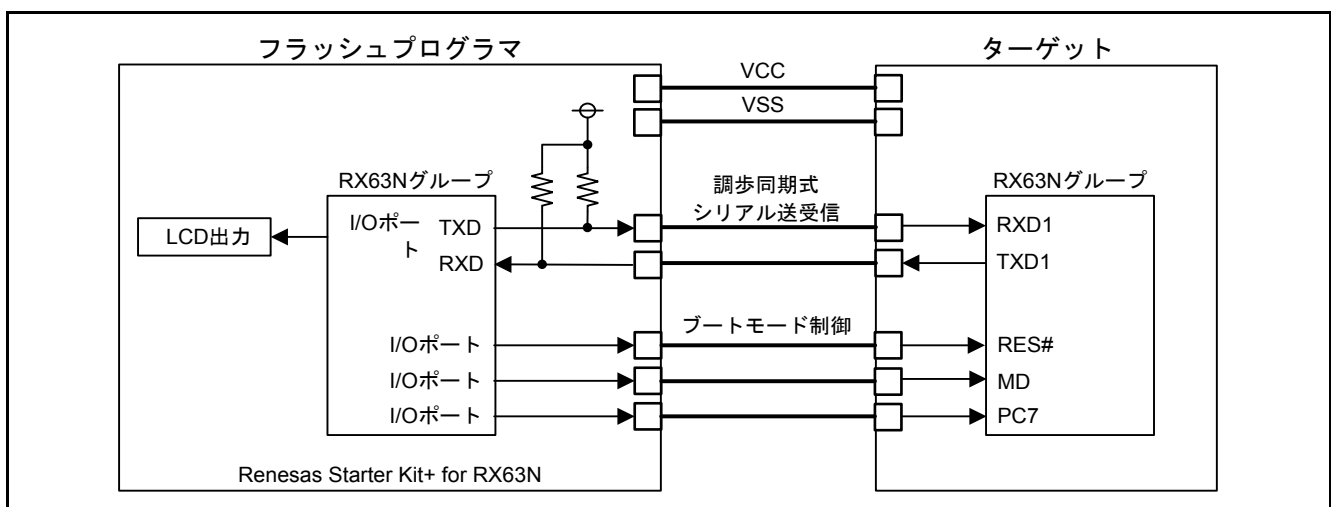 フラッシュプログラマ
ターゲット
VCC
VSS
RX63Nグループ
RX63Nグループ
調歩同期式
シリアル送受信
LCD出力
I/Oポー
ト
TXD
RXD
RXD1
TXD1
ブートモード制御
I/Oポート
RES#
I/Oポート
MD
I/Oポート
PC7
Renesas Starter Kit+ for RX63N